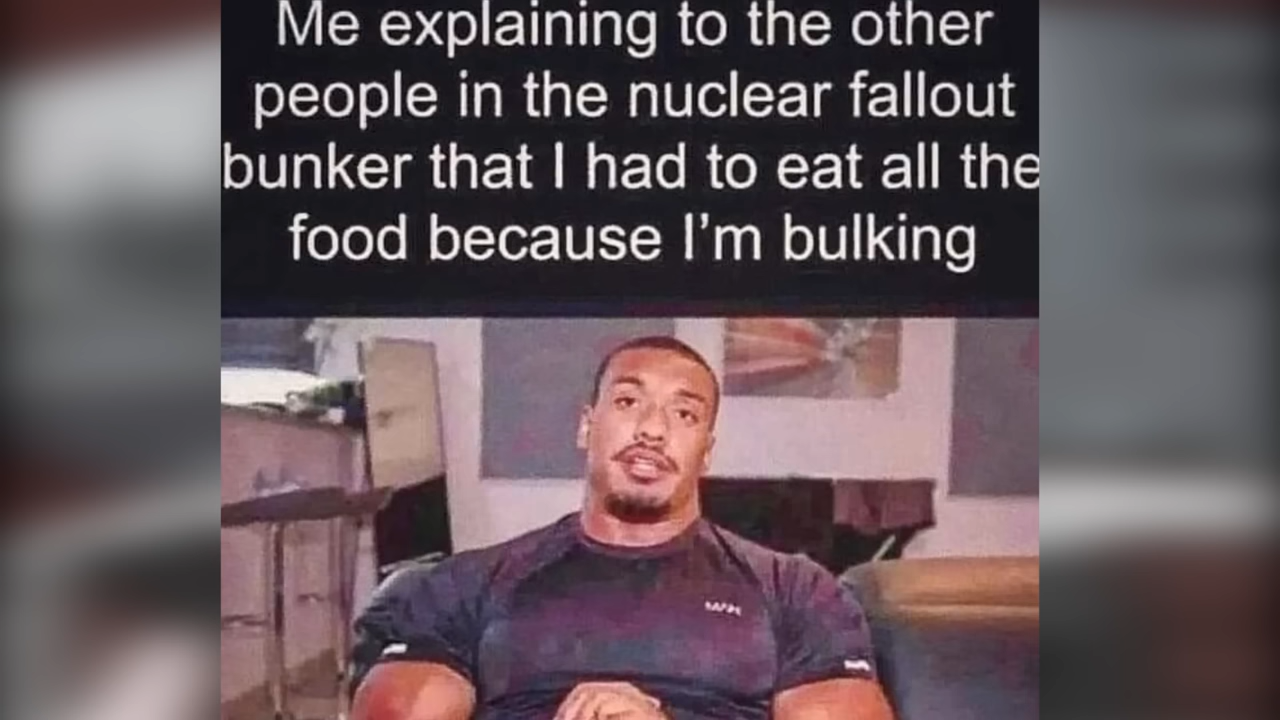 Me explaining to the other
people in the nuclear fallout
bunker that I had to eat all the
food because I'm bulking